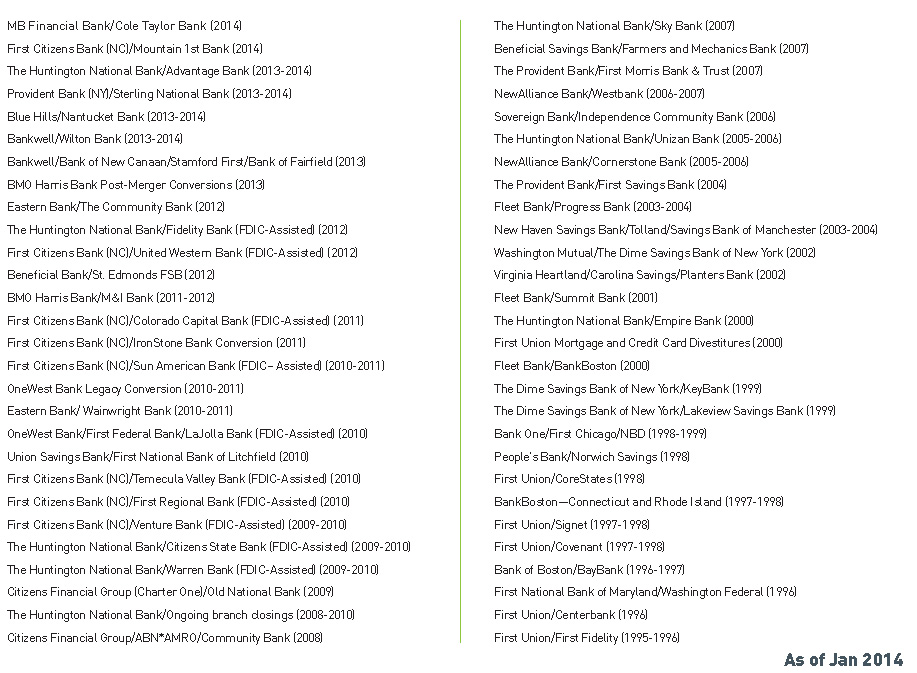 MB Financial Bank/Cole Taylor Bank (2014)
First Citizens Bank (NC)/Mountain 1st Bank (2014)
The Huntington National Bank/Advantage Bank (2013-2014)
Provident Bank (NY)/Sterling National Bank (2013-2014)
Blue Hills/Nantucket Bank (2013-2014)
Bankwell/Wilton Bank (2013-2014)
Bankwell/Bank of New Canaan/Stamford First/Bank of Fairfield (2013)
BMO Harris Bank Post-Merger Conversions (2013)
Eastern Bank/The Community Bank (2012)
The Huntington National Bank/Fidelity Bank (FDIC-Assisted) (2012)
First Citizens Bank (NC)/United Western Bank (FDIC-Assisted) (2012)
Beneficial Bank/St. Edmonds FSB (2012)
BMO Harris Bank/M&I Bank (2011-2012)
First Citizens Bank (NC)/Colorado Capital Bank (FDIC-Assisted) (2011)
First Citizens Bank (NC)/IronStone Bank Conversion (2011)
First Citizens Bank (NC)/Sun American Bank (FDIC– Assisted) (2010-2011)
OneWest Bank Legacy Conversion (2010-2011)
Eastern Bank/ Wainwright Bank (2010-2011)
OneWest Bank/First Federal Bank/LaJolla Bank (FDIC-Assisted) (2010)
Union Savings Bank/First National Bank of Litchfield (2010)
First Citizens Bank (NC)/Temecula Valley Bank (FDIC-Assisted) (2010)
First Citizens Bank (NC)/First Regional Bank (FDIC-Assisted) (2010)
First Citizens Bank (NC)/Venture Bank (FDIC-Assisted) (2009-2010)
The Huntington National Bank/Citizens State Bank (FDIC-Assisted) (2009-2010)
The Huntington National Bank/Warren Bank (FDIC-Assisted) (2009-2010)
Citizens Financial Group (Charter One)/Old National Bank (2009)
The Huntington National Bank/Ongoing branch closings (2008-2010)
Citizens Financial Group/ABN*AMRO/Community Bank (2008)
The Huntington National Bank/Sky Bank (2007)
Beneficial Savings Bank/Farmers and Mechanics Bank (2007)
The Provident Bank/First Morris Bank & Trust (2007)
NewAlliance Bank/Westbank (2006-2007)
Sovereign Bank/Independence Community Bank (2006)
The Huntington National Bank/Unizan Bank (2005-2006)
NewAlliance Bank/Cornerstone Bank (2005-2006)
The Provident Bank/First Savings Bank (2004)
Fleet Bank/Progress Bank (2003-2004)
New Haven Savings Bank/Tolland/Savings Bank of Manchester (2003-2004)
Washington Mutual/The Dime Savings Bank of New York (2002)
Virginia Heartland/Carolina Savings/Planters Bank (2002)
Fleet Bank/Summit Bank (2001)
The Huntington National Bank/Empire Bank (2000)
First Union Mortgage and Credit Card Divestitures (2000)
Fleet Bank/BankBoston (2000)
The Dime Savings Bank of New York/KeyBank (1999)
The Dime Savings Bank of New York/Lakeview Savings Bank (1999)
Bank One/First Chicago/NBD (1998-1999)
People's Bank/Norwich Savings (1998)
First Union/CoreStates (1998)
BankBoston—Connecticut and Rhode Island (1997-1998)
First Union/Signet (1997-1998)
First Union/Covenant (1997-1998)
Bank of Boston/BayBank (1996-1997)
First National Bank of Maryland/Washington Federal (1996)
First Union/Centerbank (1996)
First Union/First Fidelity (1995-1996)
As of Jan 2014